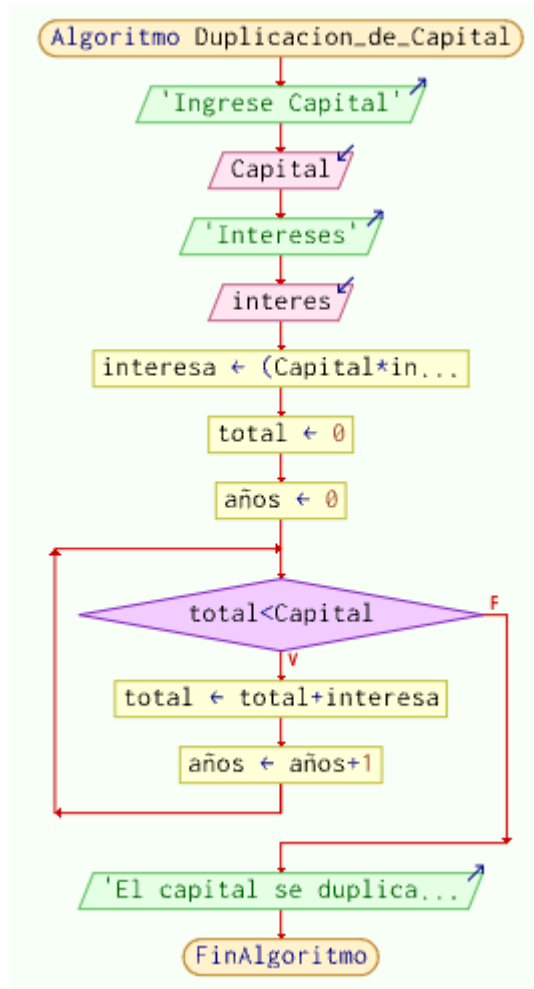 Algoritmo Duplicacion_de_Capital
'Ingrese Capital'
Capital
'Intereses'
interes
interesa ← (Capital*in...
total ← 0
años ← 0
total<Capital
F
V
total ← total+interesa
años ← años+1
'El capital se duplica...
FinAlgoritmo